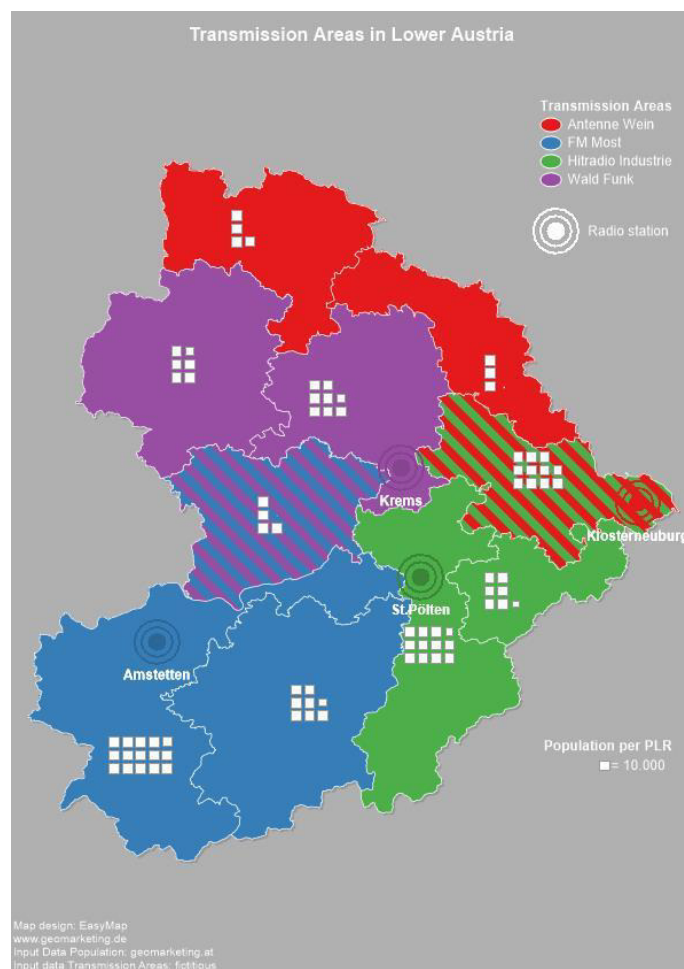 Transmission Areas in Lower Austria
Transmission Areas
Antenne Wein
FM Most
Hitradio Industrie
Wald Funk
Radio station
Krems
Klosterneuburg
St.Pölten
Amstetten
Population per PLR
= 10.000
Map design: EasyMap
www.geomarketing.de
Input Data Population: geomarketing.at
Input data Transmission Areas: fictitious